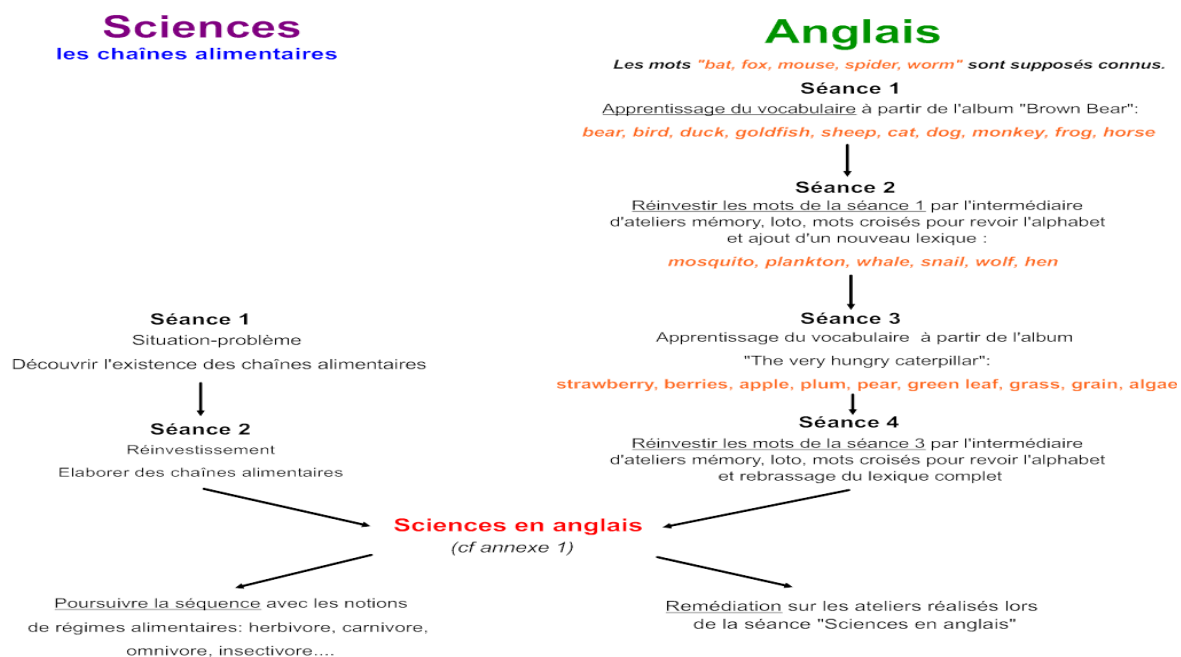 Sciences
les chaînes alimentaires
Séance 1
Situation-problème
Découvrir l'existence des chaînes alimentaires
Séance 2
Réinvestissement
Elaborer des chaînes alimentaires
Anglais
Les mots "bat, fox, mouse, spider, worm" sont supposés connus.
Séance 1
Apprentissage du vocabulaire à partir de l'album "Brown Bear":
bear, bird, duck, goldfish, sheep, cat, dog, monkey, frog, horse
Séance 2
Réinvestir les mots de la séance 1 par l'intermédiaire
d'ateliers mémory, loto, mots croisés pour revoir l'alphabet
et ajout d'un nouveau lexique :
mosquito, plankton, whale, snail, wolf, hen
Séance 3
Apprentissage du vocabulaire à partir de l'album
"The very hungry caterpillar":
strawberry, berries, apple, plum, pear, green leaf, grass, grain, algae
Séance 4
Réinvestir les mots de la séance 3 par l'intermédiaire
d'ateliers mémory, loto, mots croisés pour revoir l'alphabet
et rebrassage du lexique complet
Sciences en anglais
(cf annexe 1)
Poursuivre la séquence avec les notions
de régimes alimentaires: herbivore, carnivore,
omnivore, insectivore....
Remédiation sur les ateliers réalisés lors
de la séance "Sciences en anglais"